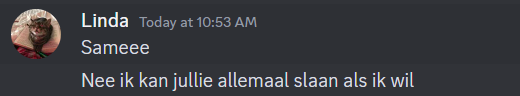 Linda Today at 10:53 AM
Sameee
Nee ik kan jullie allemaal slaan als ik wil